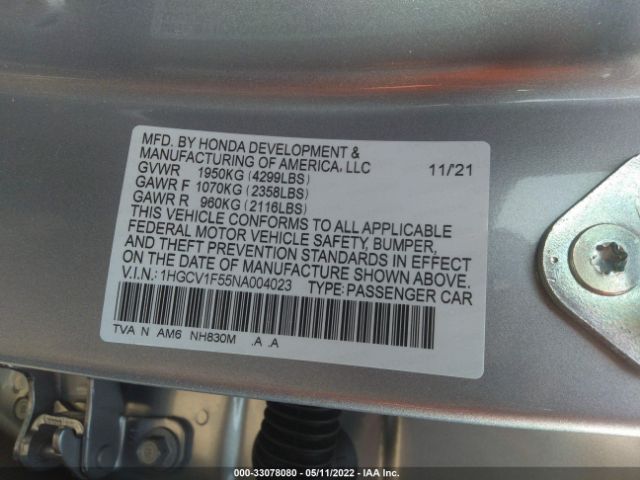 MFD. BY HONDA DEVELOPMENT &
MANUFACTURING OF AMERICA, LLC 11/21
GVWR 1950KG (4299LBS)
GAWR F 1070KG (2358LBS)
GAWR R 960KG (2116LBS)
THIS VEHICLE CONFORMS TO ALL APPLICABLE
FEDERAL MOTOR VEHICLE SAFETY, BUMPER,
AND THEFT PREVENTION STANDARDS IN EFFECT
ON THE DATE OF MANUFACTURE SHOWN ABOVE.
V.I.N.: 1HGCV1F55NA004023 TYPE: PASSENGER CAR
TVA N AM6 NH830M .A .A
000-33078080 - 05/11/2022 - IAA Inc.